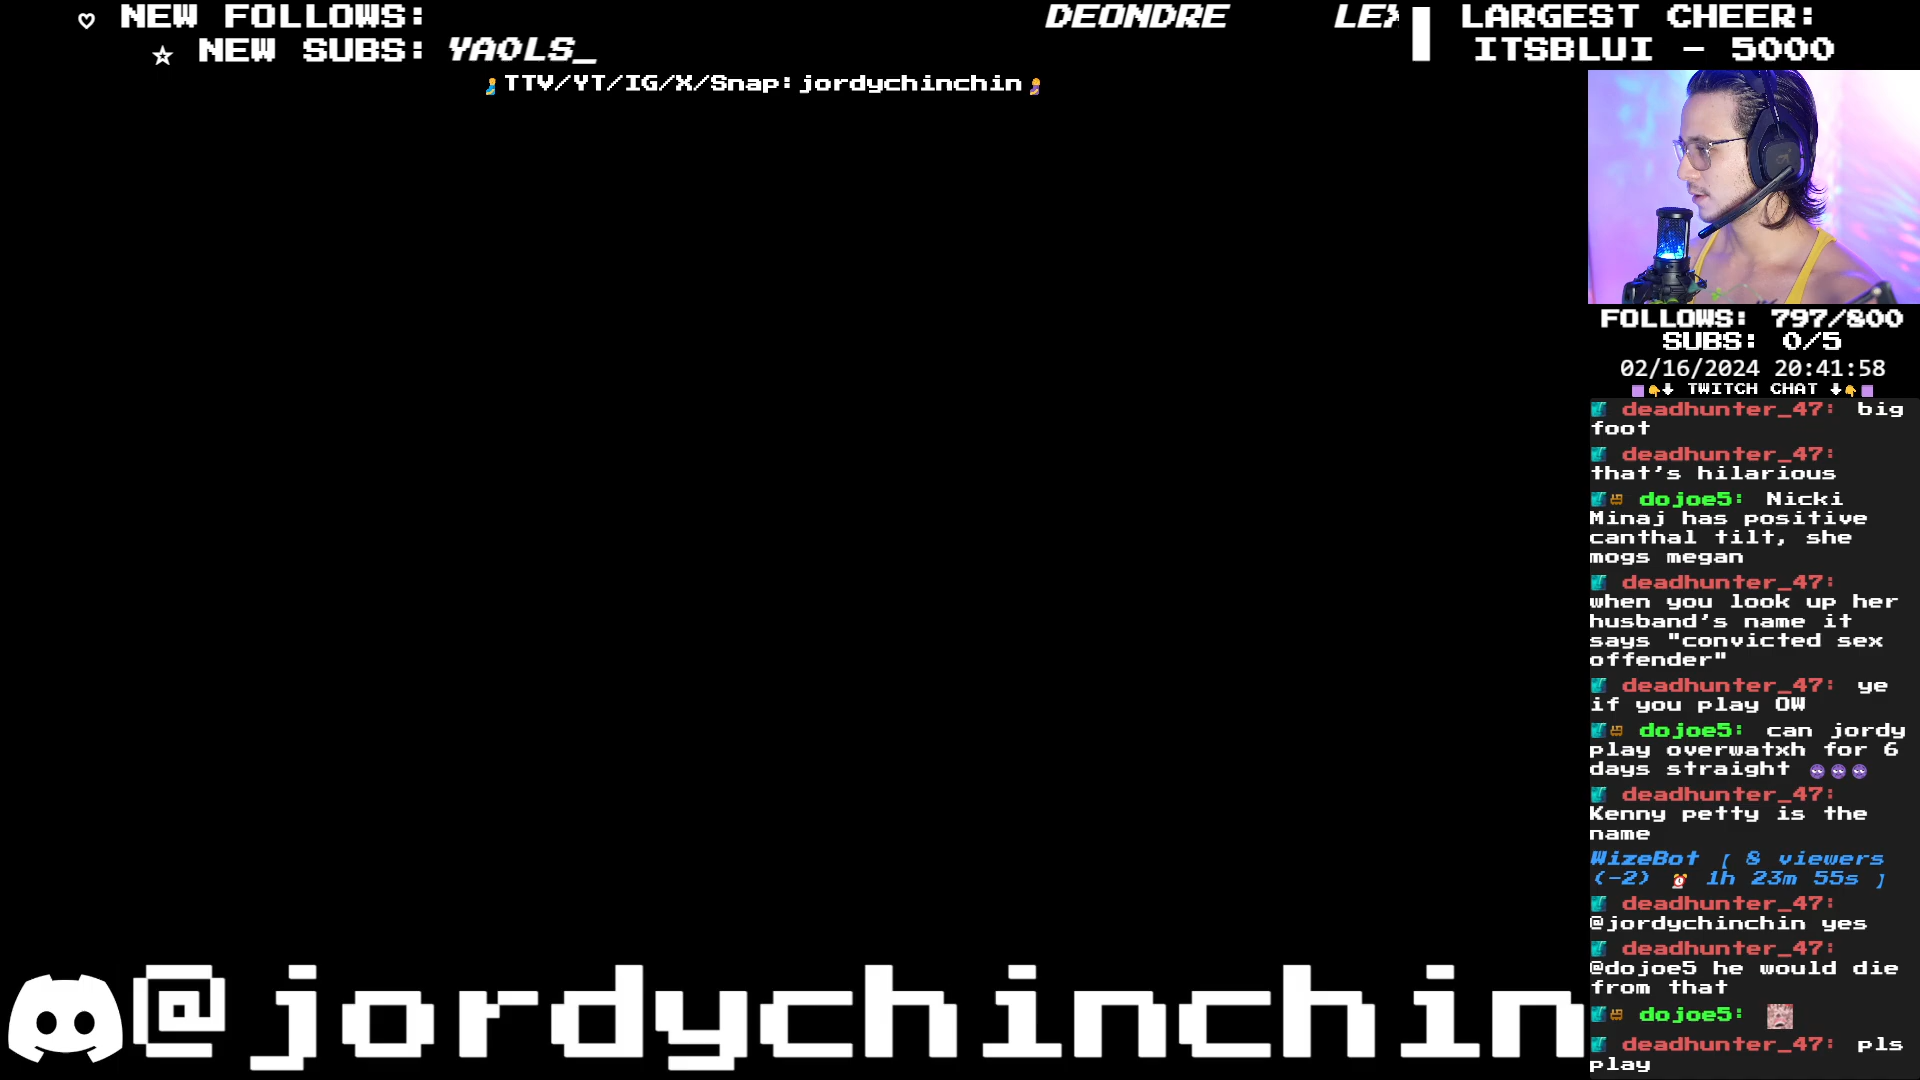 ♡ NEW FOLLOWS:
DEONDRE
☆ NEW SUBS: YAOLS_
LARGEST CHEER:
ITSBLUI - 5000
TTV/YT/IG/X/Snap:jordychinchin
FOLLOWS: 797/800
SUBS: 0/5
02/16/2024 20:41:58
TWITCH CHAT
deadhunter_47: big
foot
deadhunter_47:
that's hilarious
dojoe5: Nicki
Minaj has positive
canthal tilt, she
mogs megan
deadhunter_47:
when you look up her
husband's name it
says "convicted sex
offender"
deadhunter_47: ye
if you play OW
dojoe5: can jordy
play overwatxh for 6
days straight
deadhunter_47:
Kenny petty is the
name
WizeBot [ 8 viewers
(-2) ⏰ 1h 23m 55s ]
deadhunter_47:
@jordychinchin yes
deadhunter_47:
@dojoe5 he would die
from that
dojoe5:
deadhunter_47: pls
play
@jordychinchin